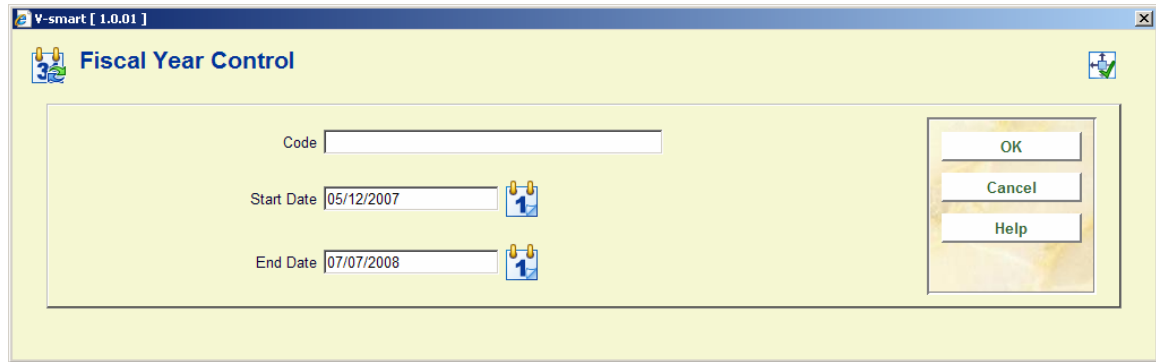 V-smart [ 1.0.01 ]
Fiscal Year Control
Code
OK
Start Date 05/12/2007
Cancel
Help
End Date 07/07/2008